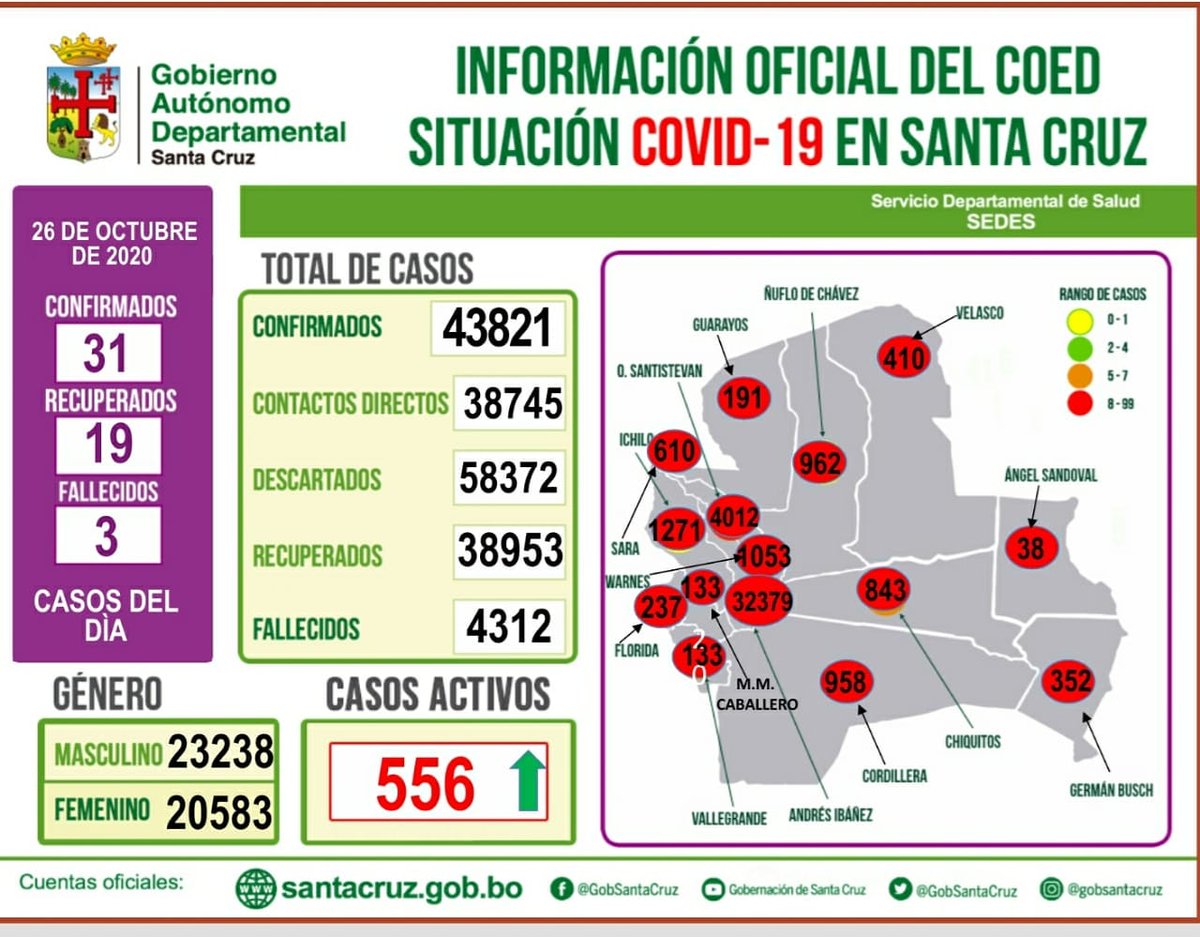 Gobierno
Autónomo
Departamental
Santa Cruz
INFORMACIÓN OFICIAL DEL COED
SITUACIÓN COVID-19 EN SANTA CRUZ
Servicio Departamental de Salud
SEDES
26 DE OCTUBRE
DE 2020
CONFIRMADOS
31
RECUPERADOS
19
FALLECIDOS
3
CASOS DEL
DÌA
TOTAL DE CASOS
CONFIRMADOS 43821
CONTACTOS DIRECTOS 38745
DESCARTADOS 58372
RECUPERADOS 38953
FALLECIDOS 4312
GÉNERO
MASCULINO 23238
FEMENINO 20583
CASOS ACTIVOS
556
ÑUFLO DE CHÁVEZ
VELASCO
GUARAYOS
410
O. SANTISTEVAN
191
ICHILO
610
962
ÁNGEL SANDOVAL
4012
1271
SARA
1053
38
WARNES
133
843
237
32379
FLORIDA
133
20
M.M.
CABALLERO
958
352
CHIQUITOS
CORDILLERA
GERMÁN BUSCH
VALLEGRANDE
ANDRÉS IBÁÑEZ
RANGO DE CASOS
0 - 1
2 - 4
5 - 7
8 - 99
Cuentas oficiales:
santacruz.gob.bo
@GobSantaCruz
Gobernación de Santa Cruz
@GobSantaCruz
@gobsantacruz